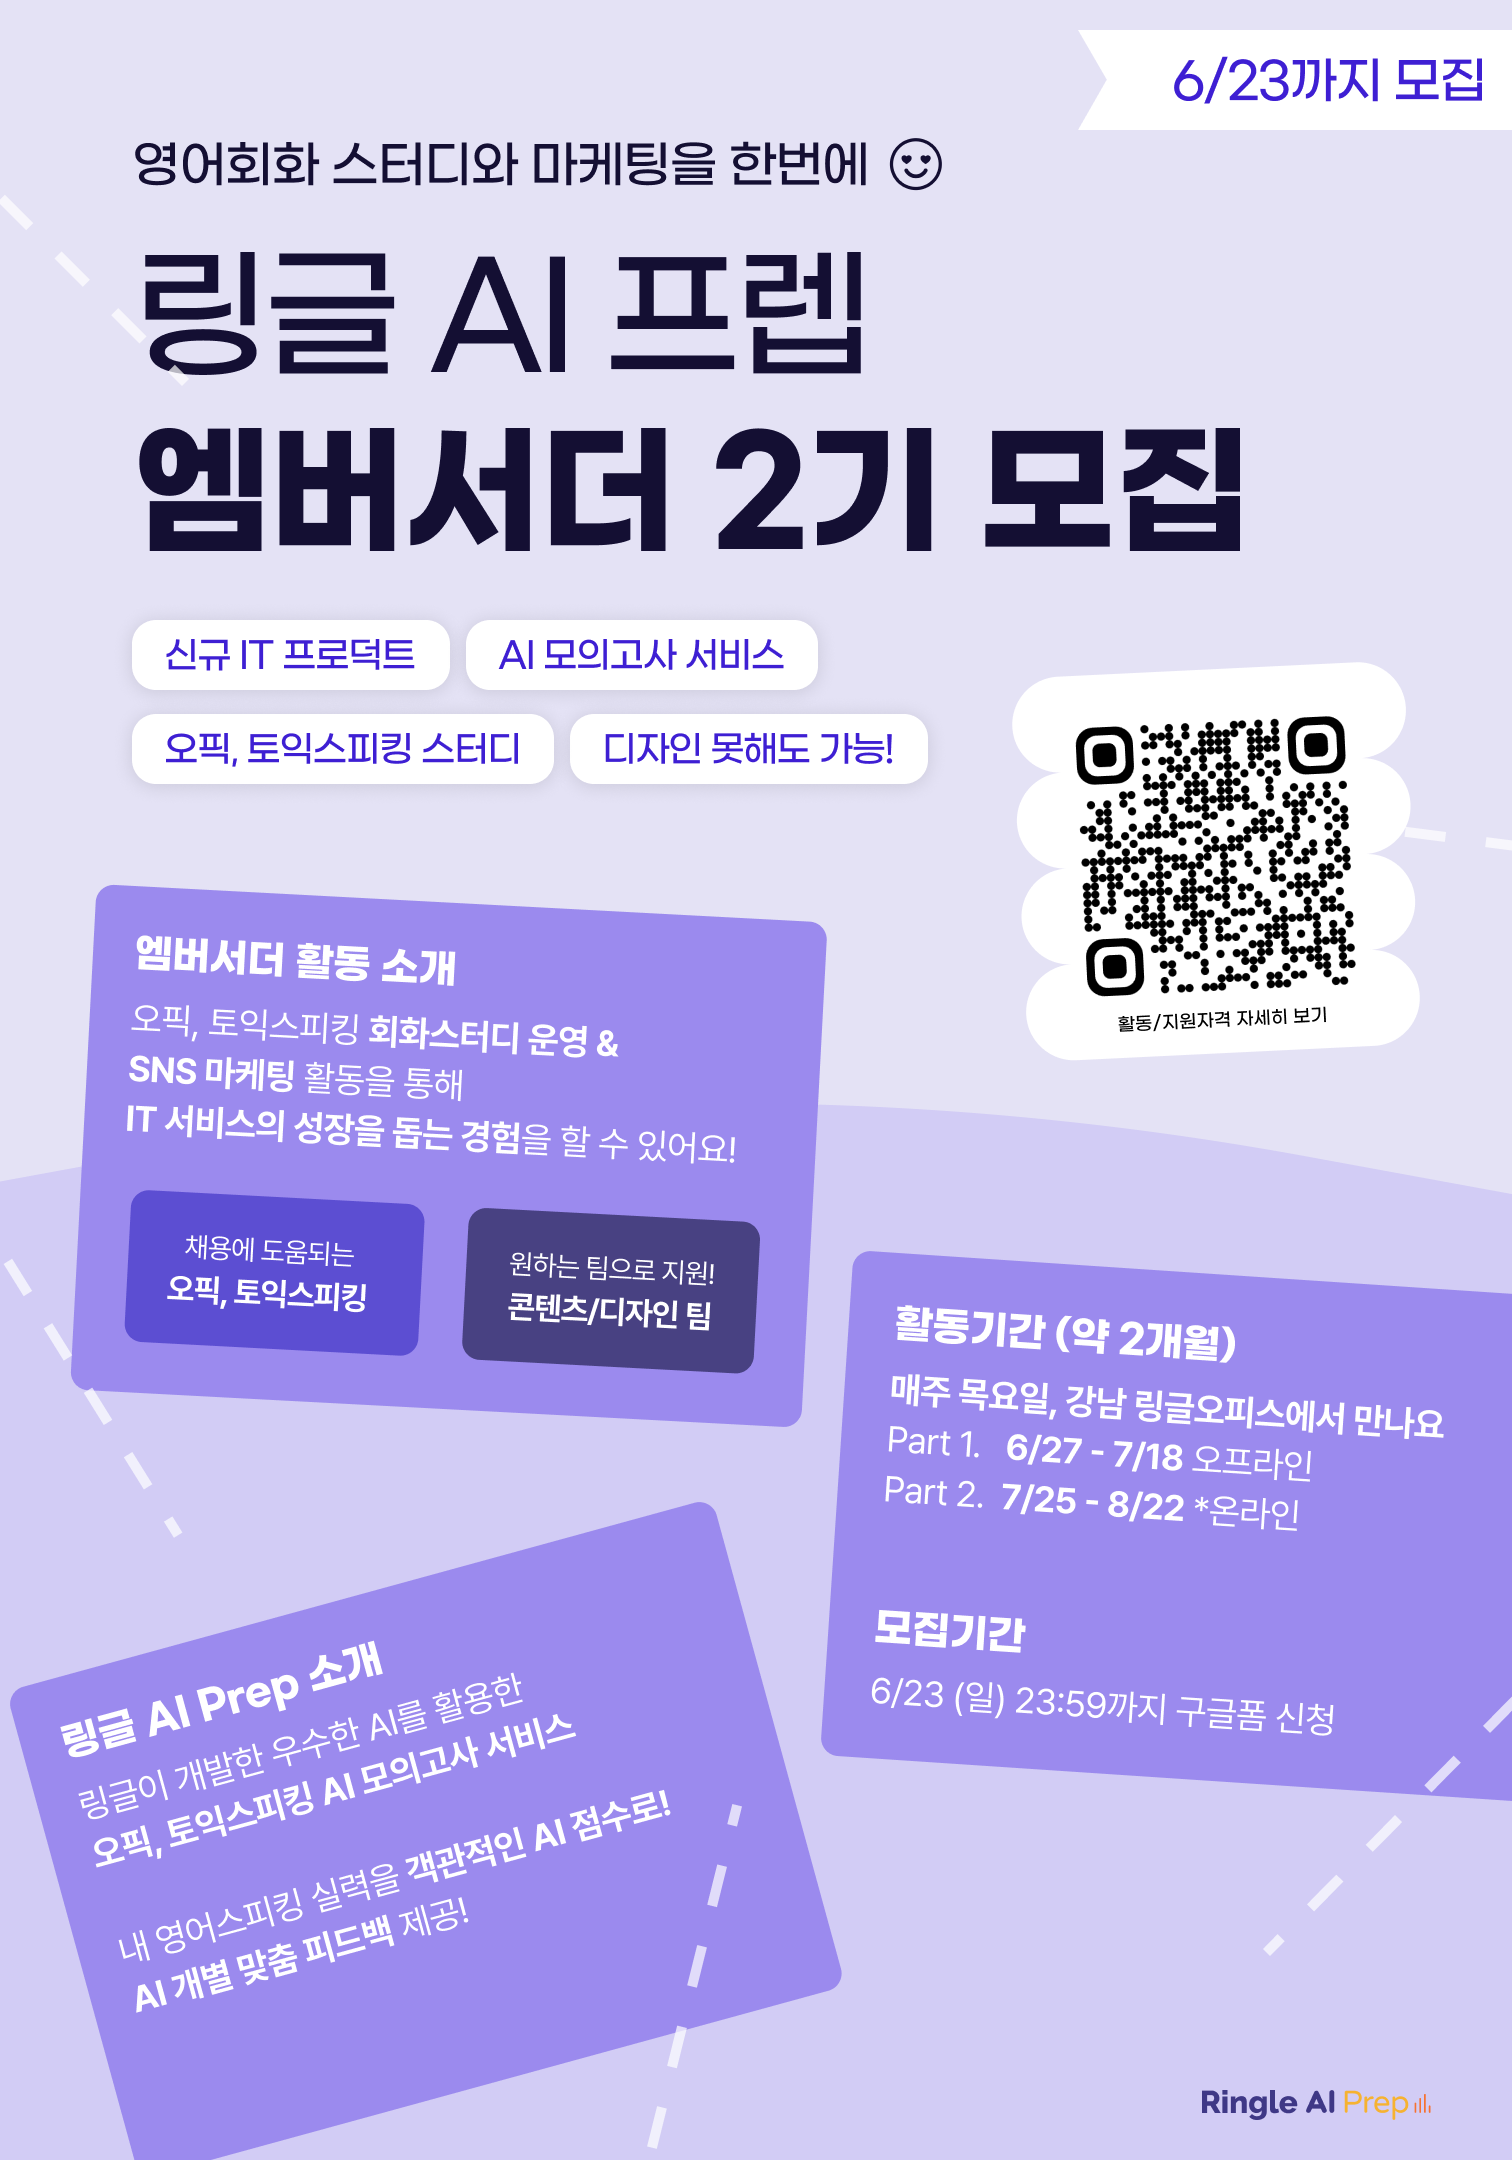 6/23까지 모집
영어회화 스터디와 마케팅을 한번에
링글 AI 프렙
엠버서더 2기 모집
신규 IT 프로덕트
AI 모의고사 서비스
오픽, 토익스피킹 스터디
디자인 못해도 가능!
활동/지원자격 자세히 보기
엠버서더 활동 소개
오픽, 토익스피킹 회화스터디 운영 &
SNS 마케팅 활동을 통해
IT 서비스의 성장을 돕는 경험을 할 수 있어요!
채용에 도움되는
오픽, 토익스피킹
원하는 팀으로 지원!
콘텐츠/디자인 팀
활동기간 (약 2개월)
매주 목요일, 강남 링글오피스에서 만나요
Part 1. 6/27 - 7/18 오프라인
Part 2. 7/25 - 8/22 *온라인
모집기간
6/23 (일) 23:59까지 구글폼 신청
링글 AI Prep 소개
링글이 개발한 우수한 AI를 활용한
오픽, 토익스피킹 AI 모의고사 서비스
내 영어스피킹 실력을 객관적인 AI 점수로!
AI 개별 맞춤 피드백 제공!
Ringle AI Prep